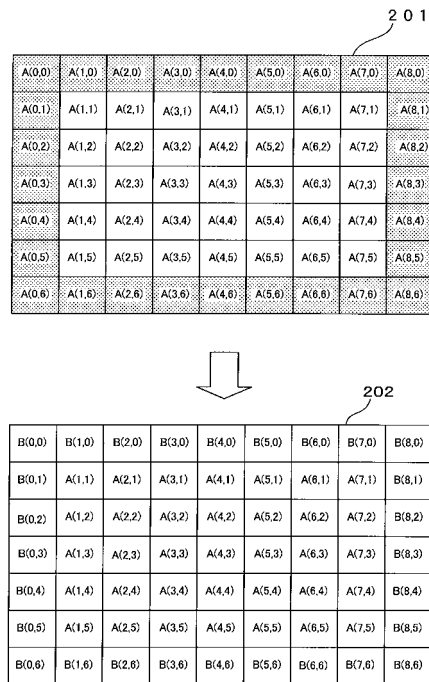 201
A(0,0) A(1,0) A(2,0) A(3,0) A(4,0) A(5,0) A(6,0) A(7,0) A(8,0)
A(0,1) A(1,1) A(2,1) A(3,1) A(4,1) A(5,1) A(6,1) A(7,1) A(8,1)
A(0,2) A(1,2) A(2,2) A(3,2) A(4,2) A(5,2) A(6,2) A(7,2) A(8,2)
A(0,3) A(1,3) A(2,3) A(3,3) A(4,3) A(5,3) A(6,3) A(7,3) A(8,3)
A(0,4) A(1,4) A(2,4) A(3,4) A(4,4) A(5,4) A(6,4) A(7,4) A(8,4)
A(0,5) A(1,5) A(2,5) A(3,5) A(4,5) A(5,5) A(6,5) A(7,5) A(8,5)
A(0,6) A(1,6) A(2,6) A(3,6) A(4,6) A(5,6) A(6,6) A(7,6) A(8,6)
202
B(0,0) B(1,0) B(2,0) B(3,0) B(4,0) B(5,0) B(6,0) B(7,0) B(8,0)
B(0,1) A(1,1) A(2,1) A(3,1) A(4,1) A(5,1) A(6,1) A(7,1) B(8,1)
B(0,2) A(1,2) A(2,2) A(3,2) A(4,2) A(5,2) A(6,2) A(7,2) B(8,2)
B(0,3) A(1,3) A(2,3) A(3,3) A(4,3) A(5,3) A(6,3) A(7,3) B(8,3)
B(0,4) A(1,4) A(2,4) A(3,4) A(4,4) A(5,4) A(6,4) A(7,4) B(8,4)
B(0,5) A(1,5) A(2,5) A(3,5) A(4,5) A(5,5) A(6,5) A(7,5) B(8,5)
B(0,6) B(1,6) B(2,6) B(3,6) B(4,6) B(5,6) B(6,6) B(7,6) B(8,6)